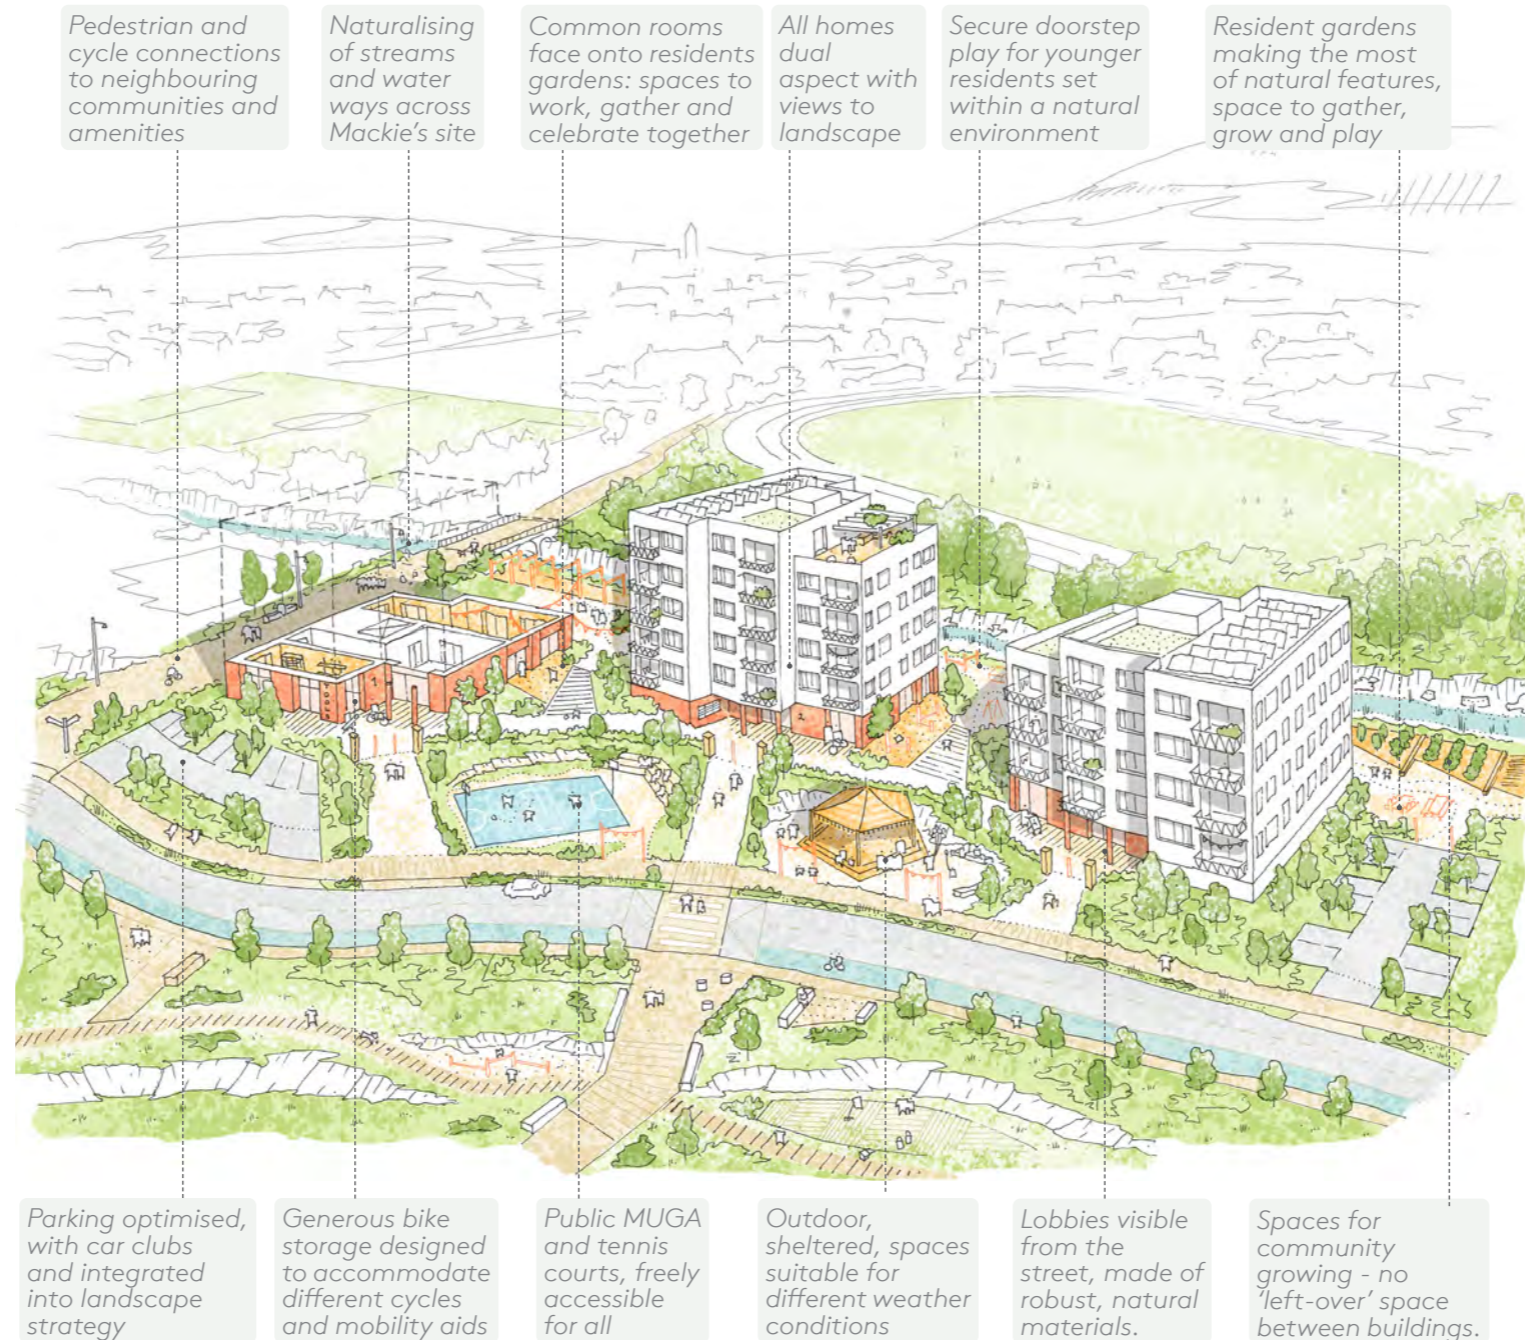 Pedestrian and
cycle connections
to neighbouring
communities and
amenities
Naturalising
of streams
and water
ways across
Mackie's site
Common rooms
face onto residents
gardens: spaces to
work, gather and
celebrate together
All homes
dual
aspect with
views to
landscape
Secure doorstep
play for younger
residents set
within a natural
environment
Resident gardens
making the most
of natural features,
space to gather,
grow and play
Parking optimised,
with car clubs
and integrated
into landscape
strategy
Generous bike
storage designed
to accommodate
different cycles
and mobility aids
Public MUGA
and tennis
courts, freely
accessible
for all
Outdoor,
sheltered, spaces
suitable for
different weather
conditions
Lobbies visible
from the
street, made of
robust, natural
materials.
Spaces for
community
growing - no
'left-over' space
between buildings.